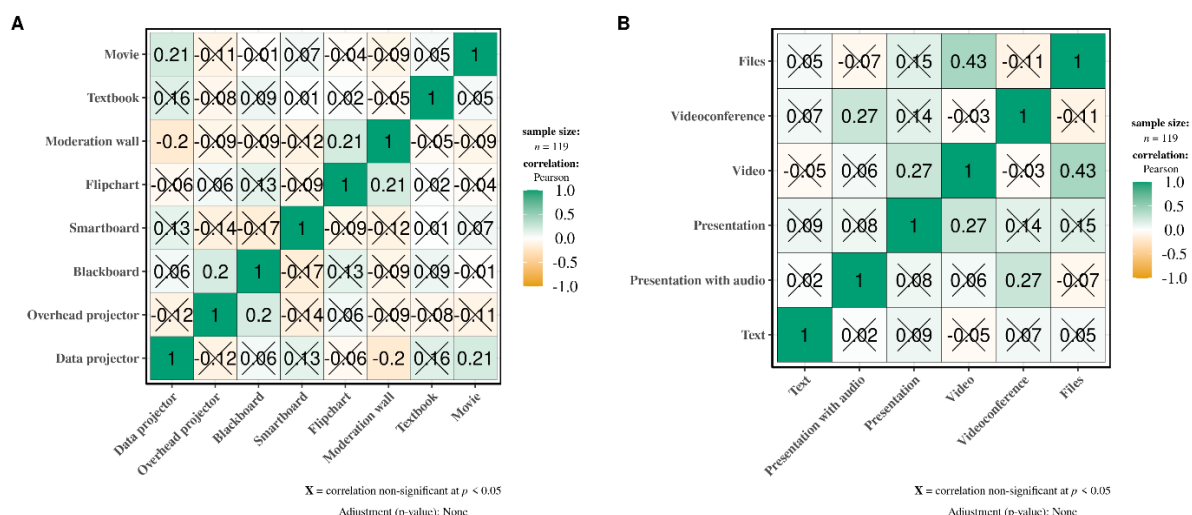 A
Movie 0.21 -0.11 -0.01 0.07 -0.04 -0.09 0.05 1
Textbook 0.16 -0.08 0.09 0.01 0.02 -0.05 1 0.05
Moderation wall -0.2 -0.09 -0.09 -0.12 0.21 1 -0.05 -0.09
Flipchart -0.06 0.06 0.13 -0.09 1 0.21 0.02 -0.04
Smartboard 0.13 -0.14 -0.17 1 -0.09 -0.12 0.01 0.07
Blackboard 0.06 0.2 1 -0.17 0.13 -0.09 0.09 -0.01
Overhead projector -0.12 1 0.2 -0.14 0.06 -0.09 -0.08 -0.11
Data projector 1 -0.12 0.06 0.13 -0.06 -0.2 0.16 0.21
Data projector
Overhead projector
Blackboard
Smartboard
Flipchart
Moderation wall
Textbook
Movie
sample size:
n = 119
correlation:
Pearson
1.0
0.5
0.0
-0.5
-1.0
X = correlation non-significant at p < 0.05
Adjustment (p-value): None
B
Files 0.05 -0.07 0.15 0.43 -0.11 1
Videoconference 0.07 0.27 0.14 -0.03 1 -0.11
Video -0.05 0.06 0.27 1 -0.03 0.43
Presentation 0.09 0.08 1 0.27 0.14 0.15
Presentation with audio 0.02 1 0.08 0.06 0.27 -0.07
Text 1 0.02 0.09 -0.05 0.07 0.05
Text
Presentation with audio
Presentation
Video
Videoconference
Files
sample size:
n = 119
correlation:
Pearson
1.0
0.5
0.0
-0.5
-1.0
X = correlation non-significant at p < 0.05
Adjustment (p-value): None